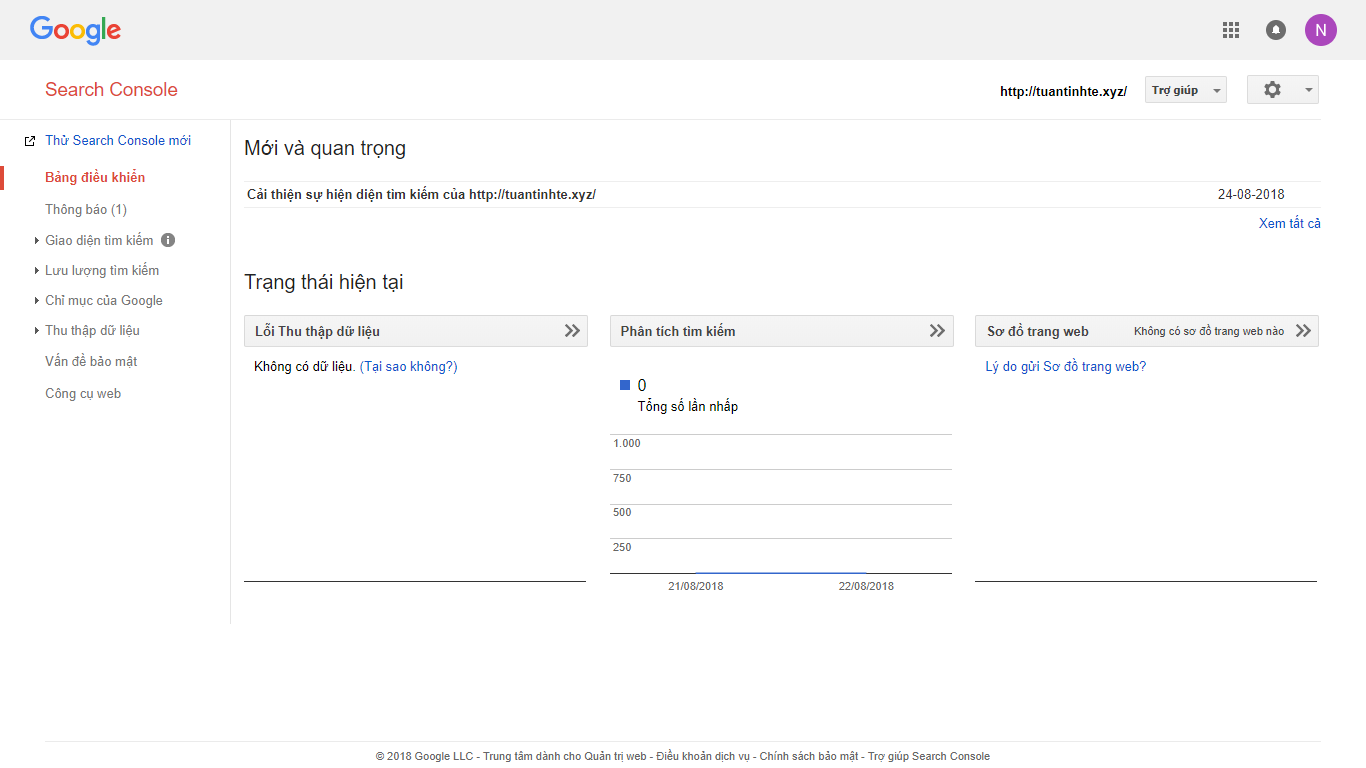 Google
N
Search Console
http://tuantinhte.xyz/
Trợ giúp
Thử Search Console mới
Bảng điều khiển
Thông báo (1)
Giao diện tìm kiếm
Lưu lượng tìm kiếm
Chỉ mục của Google
Thu thập dữ liệu
Vấn đề bảo mật
Công cụ web
Mới và quan trọng
Cải thiện sự hiện diện tìm kiếm của http://tuantinhte.xyz/ 24-08-2018
Xem tất cả
Trạng thái hiện tại
Lỗi Thu thập dữ liệu
Không có dữ liệu. (Tại sao không?)
Phân tích tìm kiếm
0
Tổng số lần nhấp
1.000
750
500
250
21/08/2018 22/08/2018
Sơ đồ trang web Không có sơ đồ trang web nào
Lý do gửi Sơ đồ trang web?
© 2018 Google LLC - Trung tâm dành cho Quản trị web - Điều khoản dịch vụ - Chính sách bảo mật - Trợ giúp Search Console